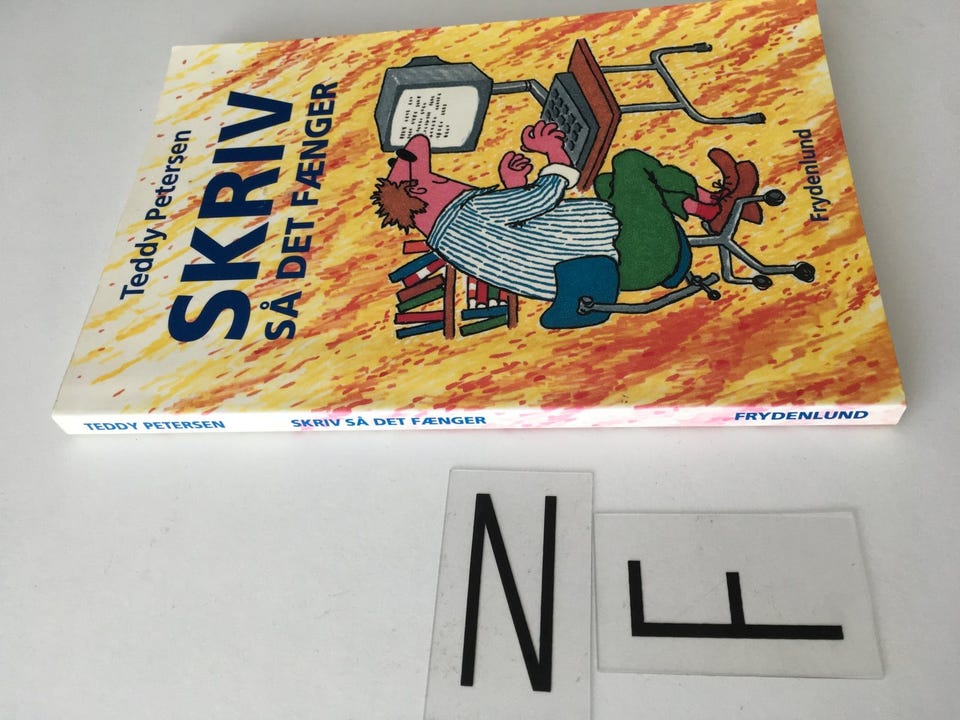 Teddy Petersen
SKRIV
SÅ DET FÆNGER
Frydenlund
TEDDY PETERSEN SKRIV SÅ DET FÆNGER FRYDENLUND
N
F